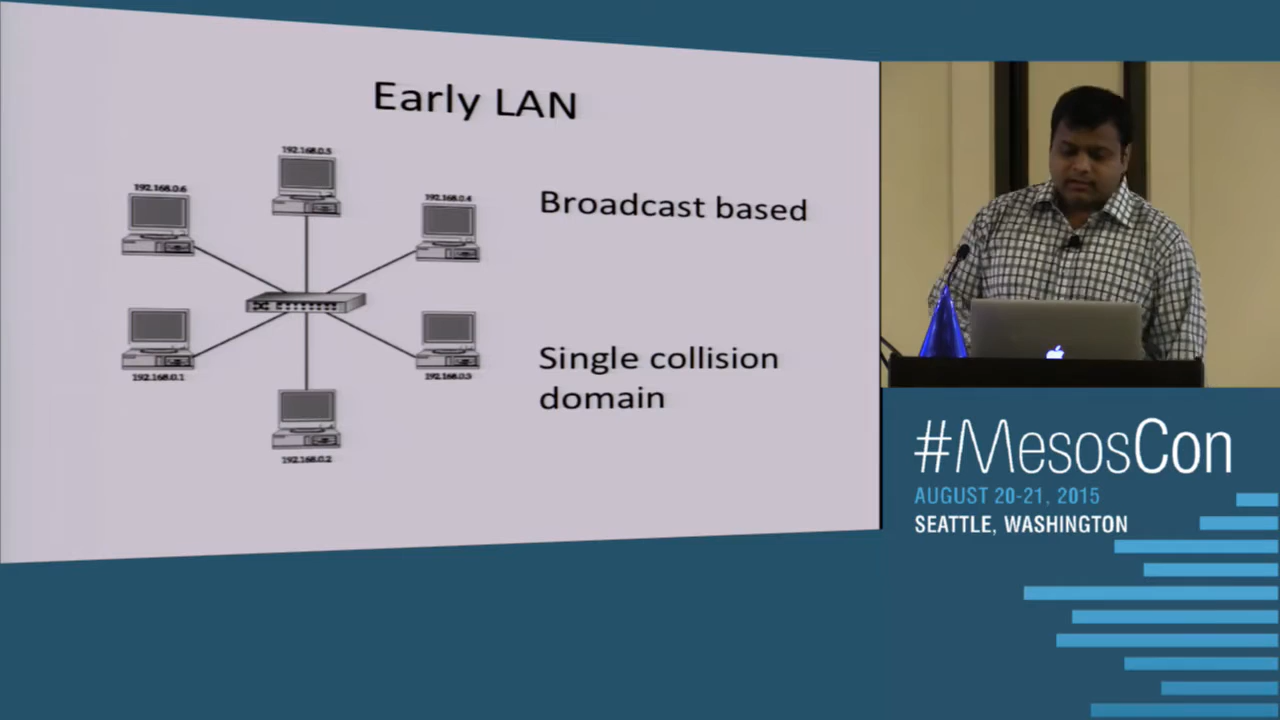 Early LAN
192.168.0.5
192.168.0.6
192.168.0.4
Broadcast based
192.168.0.1
192.168.0.3
192.168.0.2
Single collision
domain
#MesosCon
AUGUST 20-21, 2015
SEATTLE, WASHINGTON